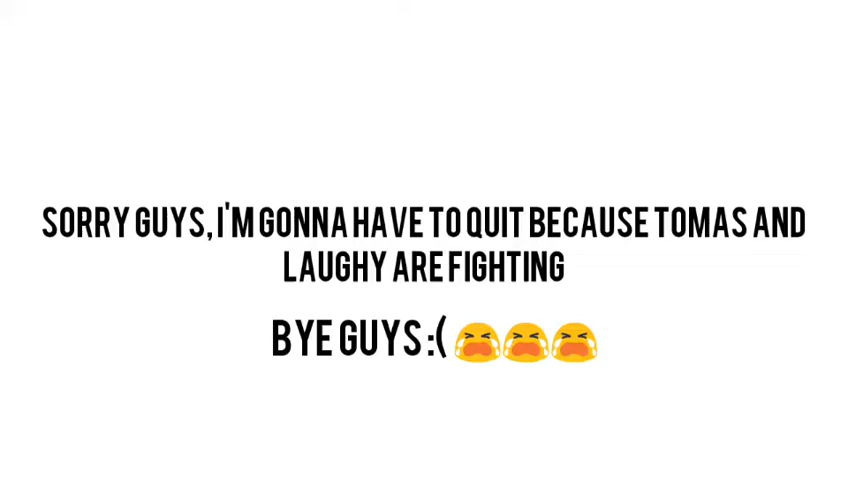 SORRY GUYS, I'M GONNA HAVE TO QUIT BECAUSE TOMAS AND
LAUGHY ARE FIGHTING
BYE GUYS :( 😭😭😭